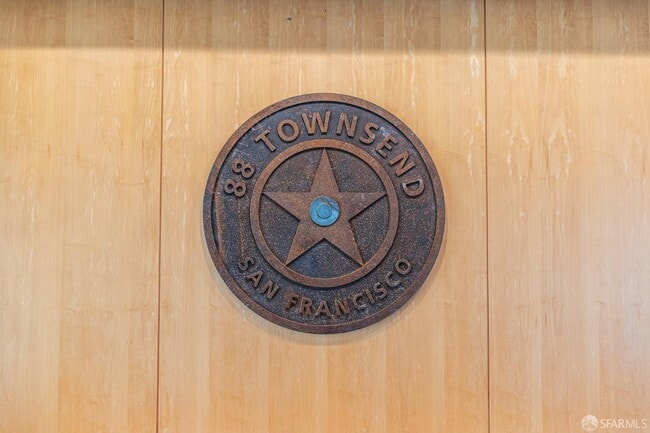 88 TOWNSEND
SAN FRANCISCO
SFARMLS